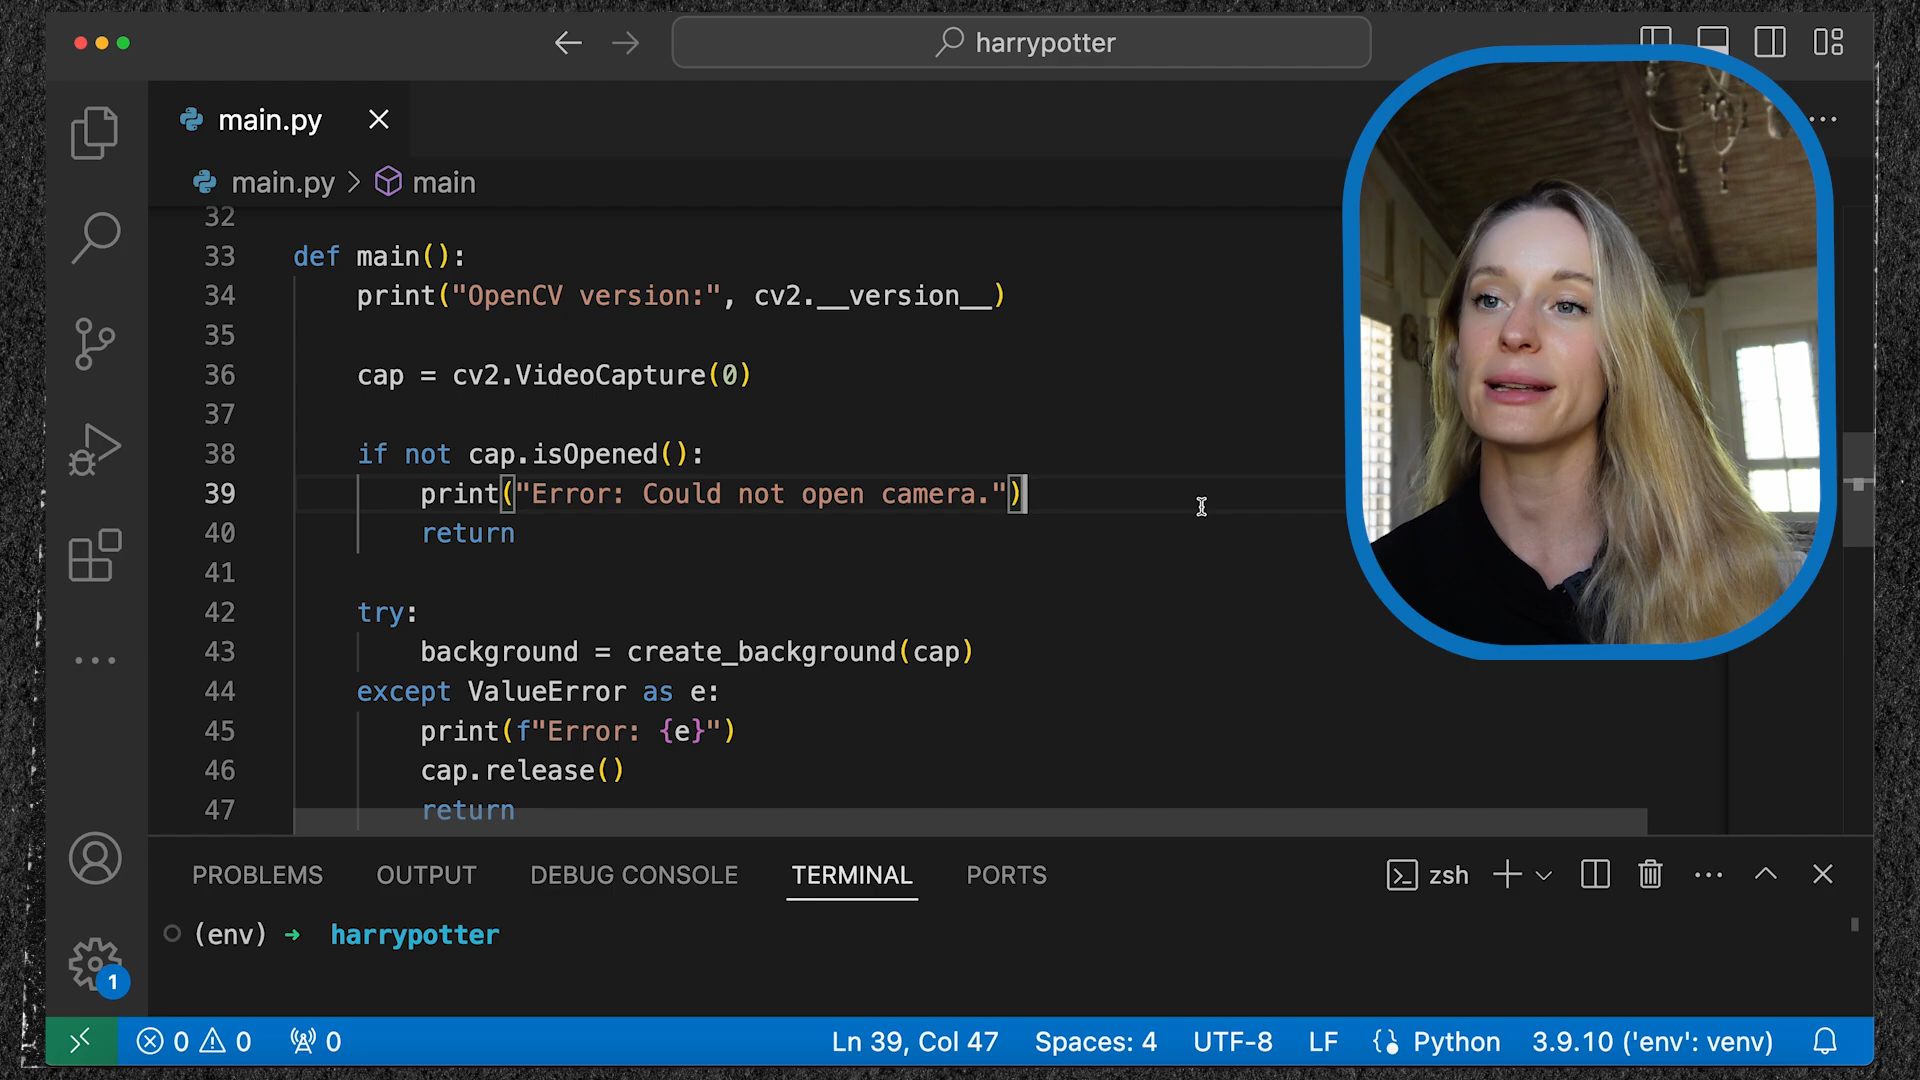 harrypotter
main.py
main.py > main
32
33 def main():
34 print("OpenCV version:", cv2.__version__)
35
36 cap = cv2.VideoCapture(0)
37
38 if not cap.isOpened():
39 print("Error: Could not open camera.")
40 return
41
42 try:
43 background = create_background(cap)
44 except ValueError as e:
45 print(f"Error: {e}")
46 cap.release()
47 return
PROBLEMS OUTPUT DEBUG CONSOLE TERMINAL PORTS zsh
(env) → harrypotter
1
0 0 0 Ln 39, Col 47 Spaces: 4 UTF-8 LF Python 3.9.10 ('env': venv)